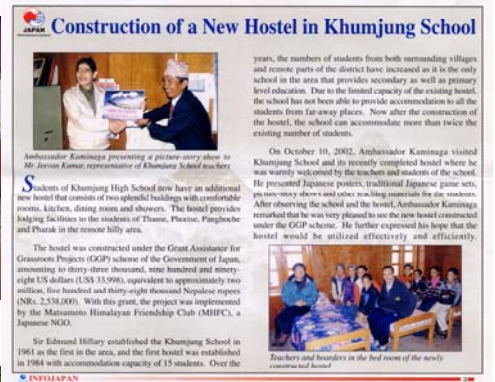 JAPAN
Construction of a New Hostel in Khumjung School
Ambassador Kaminaga presenting a picture-story show to
Mr. Jeevan Kumar, representative of Khumjung School teachers
Students of Khumjung High School now have an additional
new hostel that consists of two splendid buildings with comfortable
rooms, kitchen, dining room and showers. The hostel provides
lodging facilities to the students of Thame, Phortse, Pangboche
and Pharak in the remote hilly area.
The hostel was constructed under the Grant Assistance for
Grassroots Projects (GGP) scheme of the Government of Japan,
amounting to thirty-three thousand, nine hundred and ninety-
eight US dollars (US$ 33,998), equivalent to approximately two
million, five hundred and thirty-eight thousand Nepalese rupees
(NRs. 2,538,000). With this grant, the project was implemented
by the Matsumoto Himalayan Friendship Club (MHFC), a
Japanese NGO.
Sir Edmund Hillary established the Khumjung School in
1961 as the first in the area, and the first hostel was established
in 1984 with accommodation capacity of 15 students. Over the
years, the numbers of students from both surrounding villages
and remote parts of the district have increased as it is the only
school in the area that provides secondary as well as primary
level education. Due to the limited capacity of the existing hostel,
the school has not been able to provide accommodation to all the
students from far-away places. Now after the construction of
the hostel, the school can accommodate more than twice the
existing number of students.
On October 10, 2002, Ambassador Kaminaga visited
Khumjung School and its recently completed hostel where he
was warmly welcomed by the teachers and students of the school.
He presented Japanese posters, traditional Japanese game sets,
picture-story shows and other teaching materials for the students.
After observing the school and the hostel, Ambassador Kaminaga
remarked that he was very pleased to see the new hostel constructed
under the GGP scheme. He further expressed his hope that the
hostel would be utilized effectively and efficiently.
Teachers and boarders in the bed room of the newly
constructed hostel
INFOJAPAN